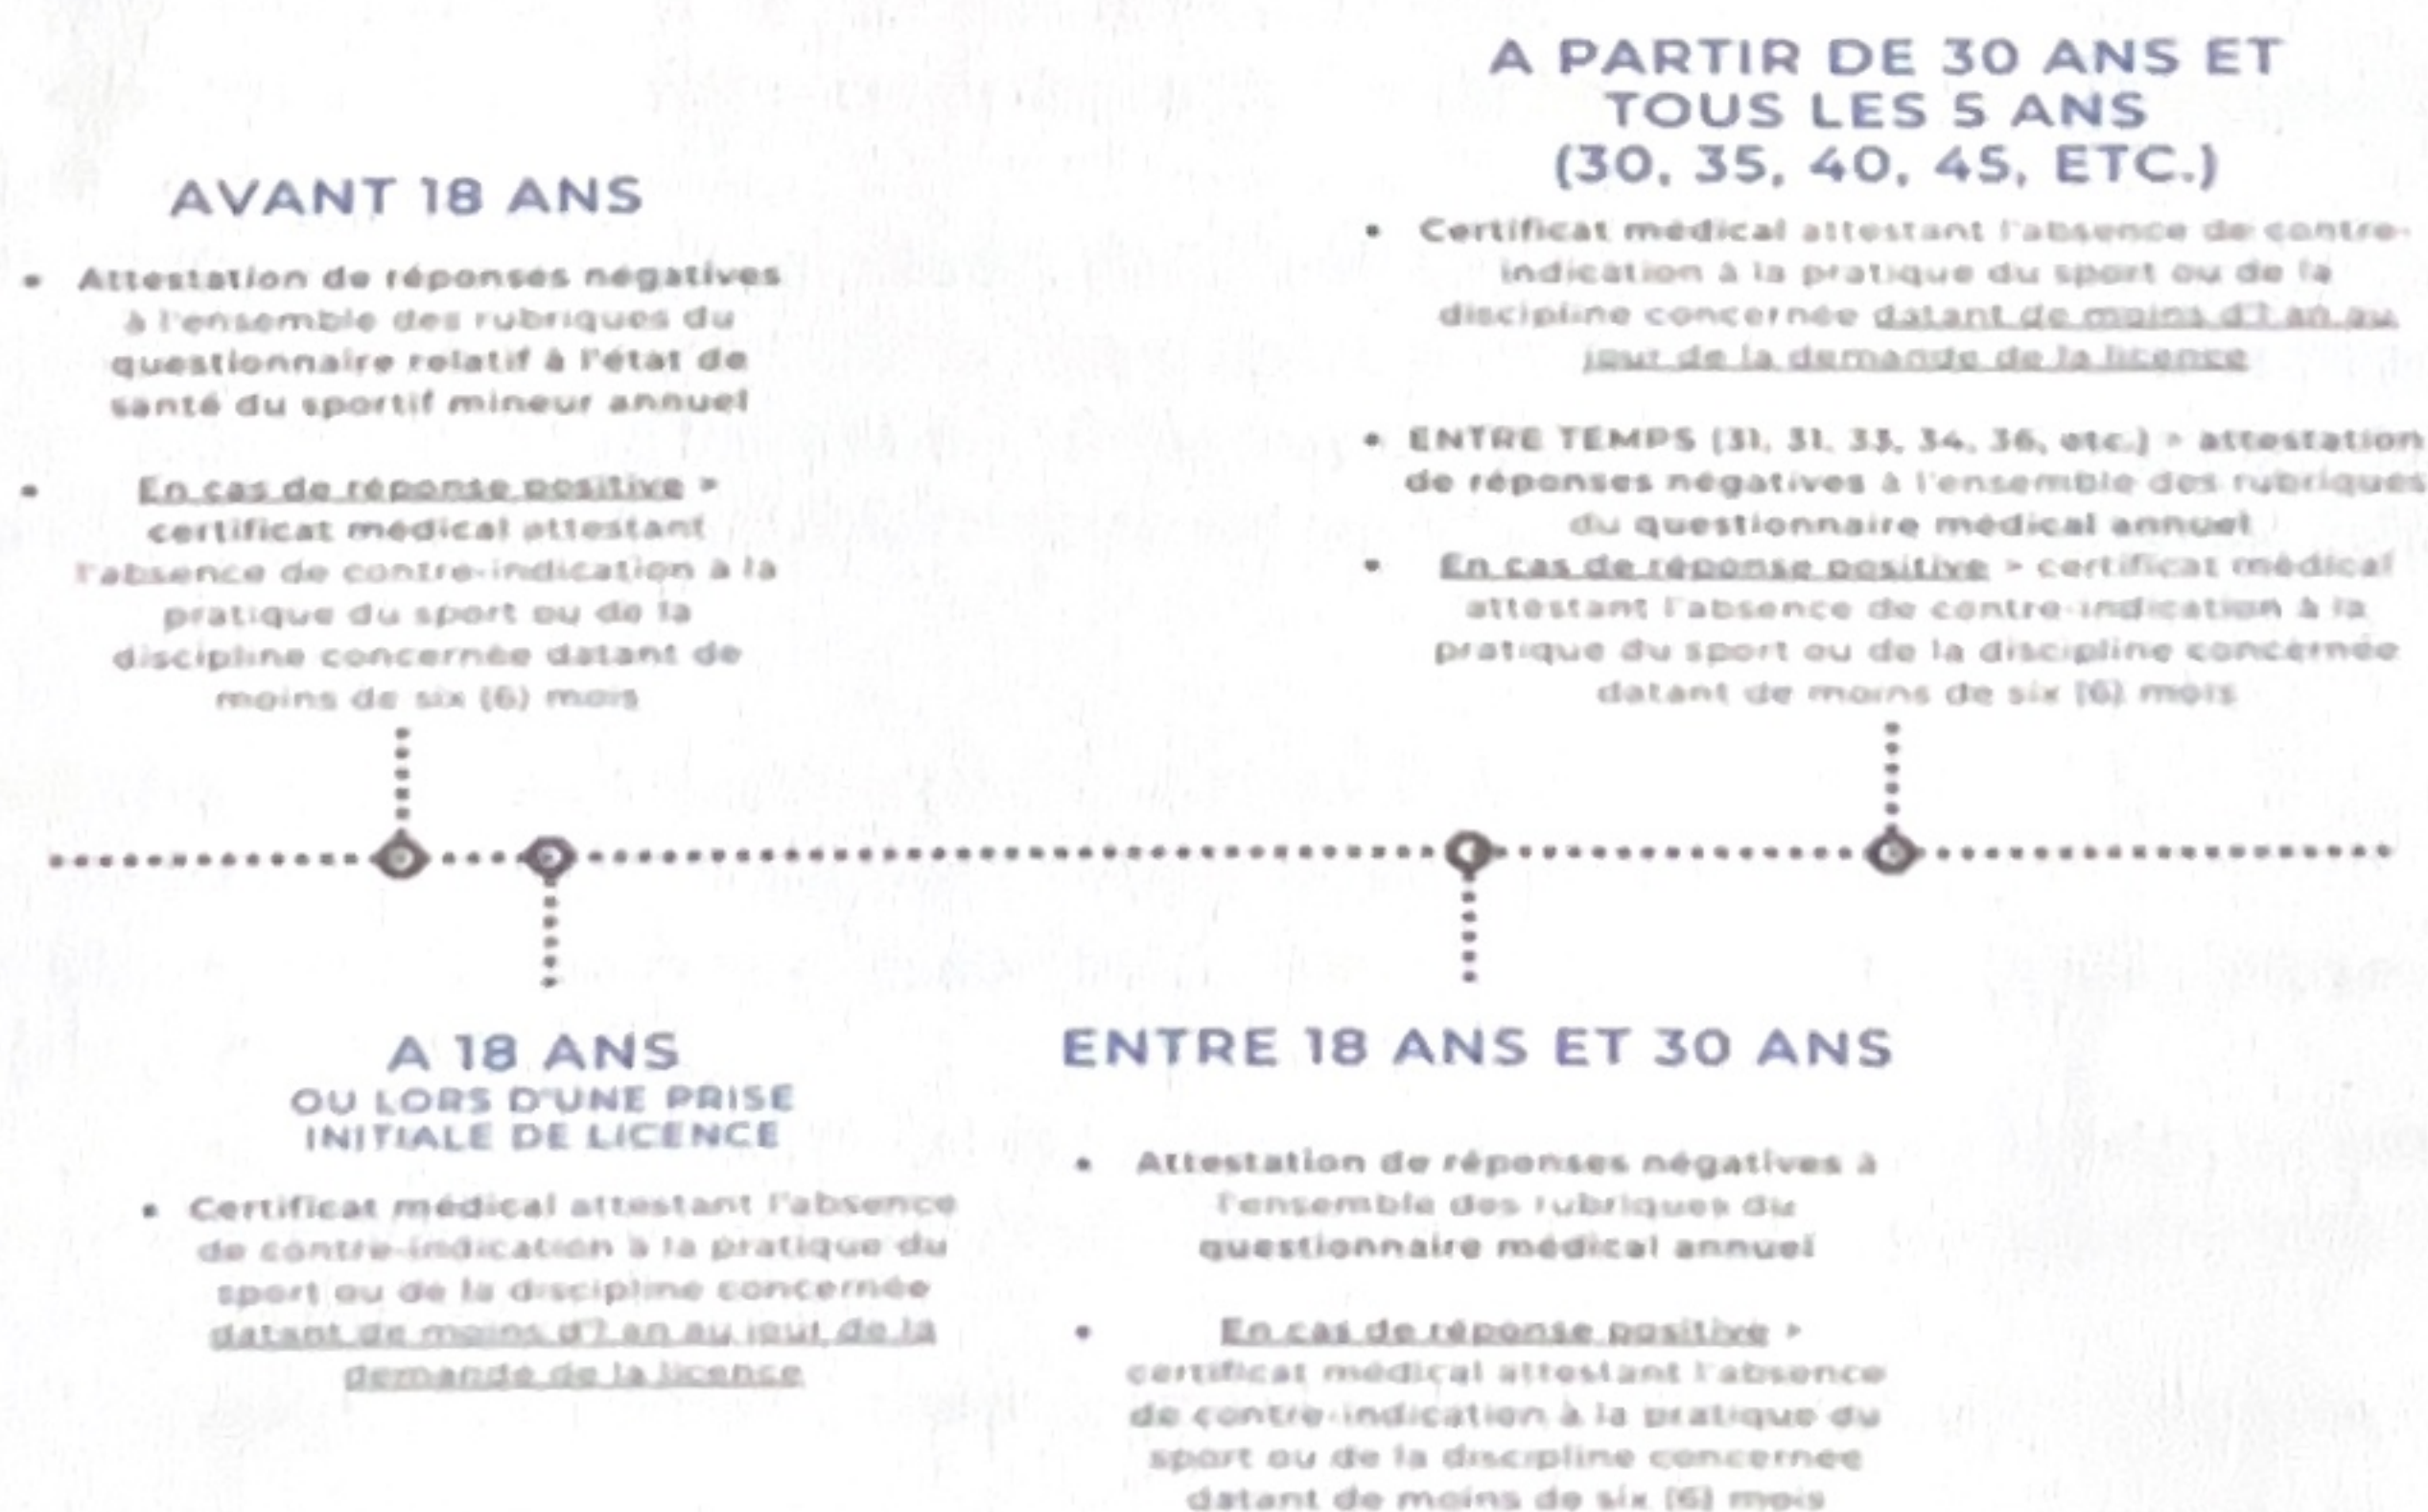 AVANT 18 ANS
• Attestation de réponses négatives
à l'ensemble des rubriques du
questionnaire relatif à l'état de
santé du sportif mineur annuel
• En cas de réponse positive >
certificat médical attestant
l'absence de contre-indication à la
pratique du sport ou de la
discipline concernée datant de
moins de six (6) mois
A PARTIR DE 30 ANS ET
TOUS LES 5 ANS
(30, 35, 40, 45, ETC.)
• Certificat médical attestant l'absence de contre-
indication à la pratique du sport ou de la
discipline concernée datant de moins d'1 an au
jour de la demande de la licence
• ENTRE TEMPS (31, 31, 33, 34, 36, etc.) > attestation
de réponses négatives à l'ensemble des rubriques
du questionnaire médical annuel
• En cas de réponse positive > certificat médical
attestant l'absence de contre-indication à la
pratique du sport ou de la discipline concernée
datant de moins de six (6) mois
A 18 ANS
OU LORS D'UNE PRISE
INITIALE DE LICENCE
• Certificat médical attestant l'absence
de contre-indication à la pratique du
sport ou de la discipline concernée
datant de moins d'1 an au jour de la
demande de la licence
ENTRE 18 ANS ET 30 ANS
• Attestation de réponses négatives à
l'ensemble des rubriques du
questionnaire médical annuel
• En cas de réponse positive >
certificat médical attestant l'absence
de contre-indication à la pratique du
sport ou de la discipline concernée
datant de moins de six (6) mois